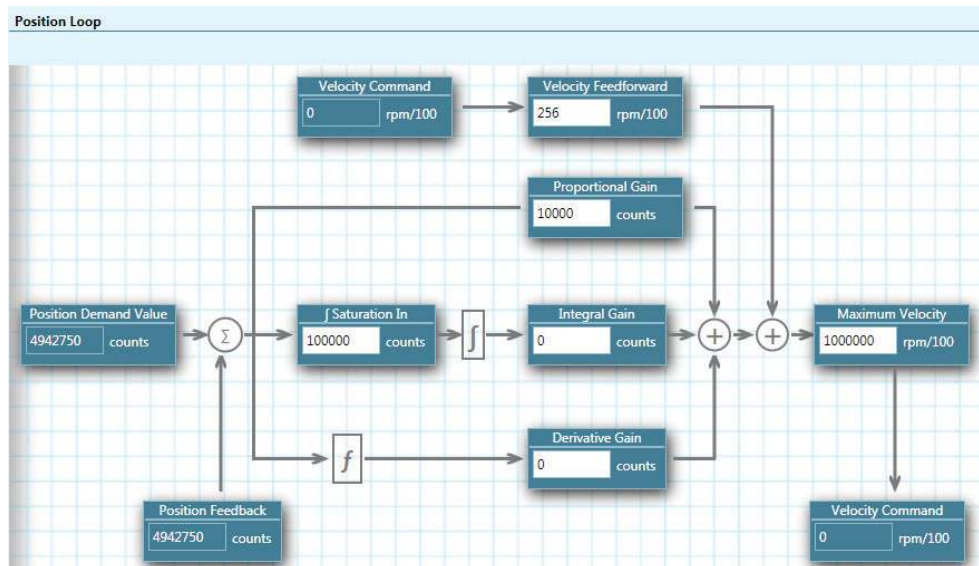 Position Loop
Velocity Command
0 rpm/100
Velocity Feedforward
256 rpm/100
Proportional Gain
10000 counts
Position Demand Value
4942750 counts
Σ
∫ Saturation In
100000 counts
∫
Integral Gain
0 counts
+
+
Maximum Velocity
1000000 rpm/100
f
Derivative Gain
0 counts
Position Feedback
4942750 counts
Velocity Command
0 rpm/100